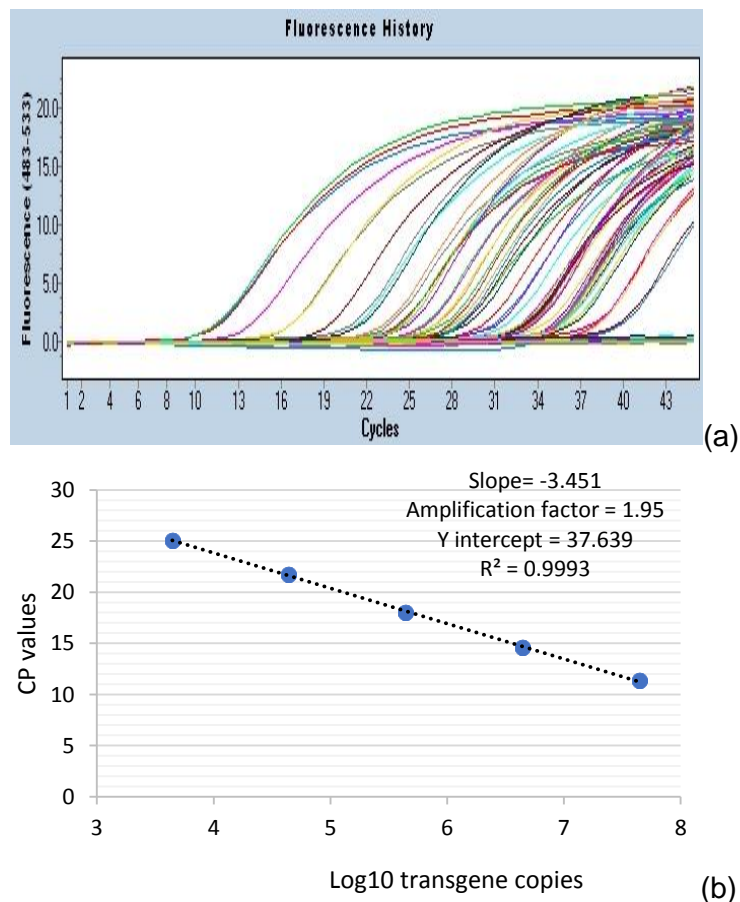 Fluorescence History
Fluorescence (483-533)
20.0
15.0
10.0
5.0
0.0
1 2 4 6 8 10 13 16 19 22 25 28 31 34 37 40 43
Cycles
(a)
Slope= -3.451
Amplification factor = 1.95
Y intercept = 37.639
R² = 0.9993
CP values
30
25
20
15
10
5
0
3 4 5 6 7 8
Log10 transgene copies
(b)